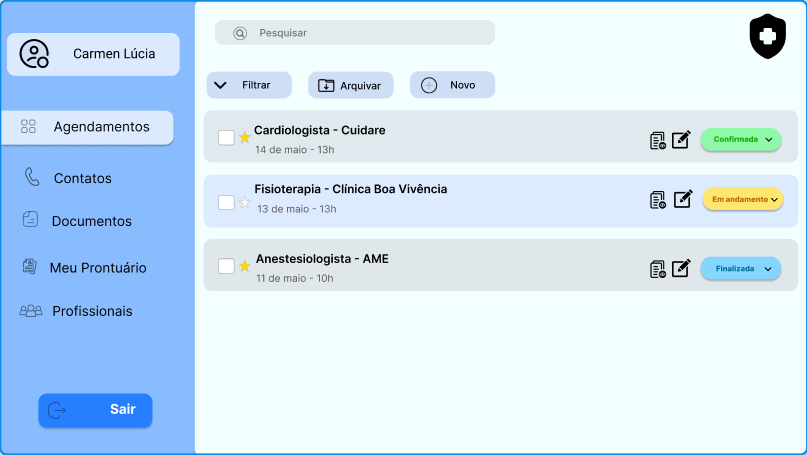 Carmen Lúcia
Agendamentos
Contatos
Documentos
Meu Prontuário
Profissionais
Sair
Pesquisar
Filtrar
Arquivar
Novo
Cardiologista - Cuidare
14 de maio - 13h
Confirmada
Fisioterapia - Clínica Boa Vivência
13 de maio - 13h
Em andamento
Anestesiologista - AME
11 de maio - 10h
Finalizada